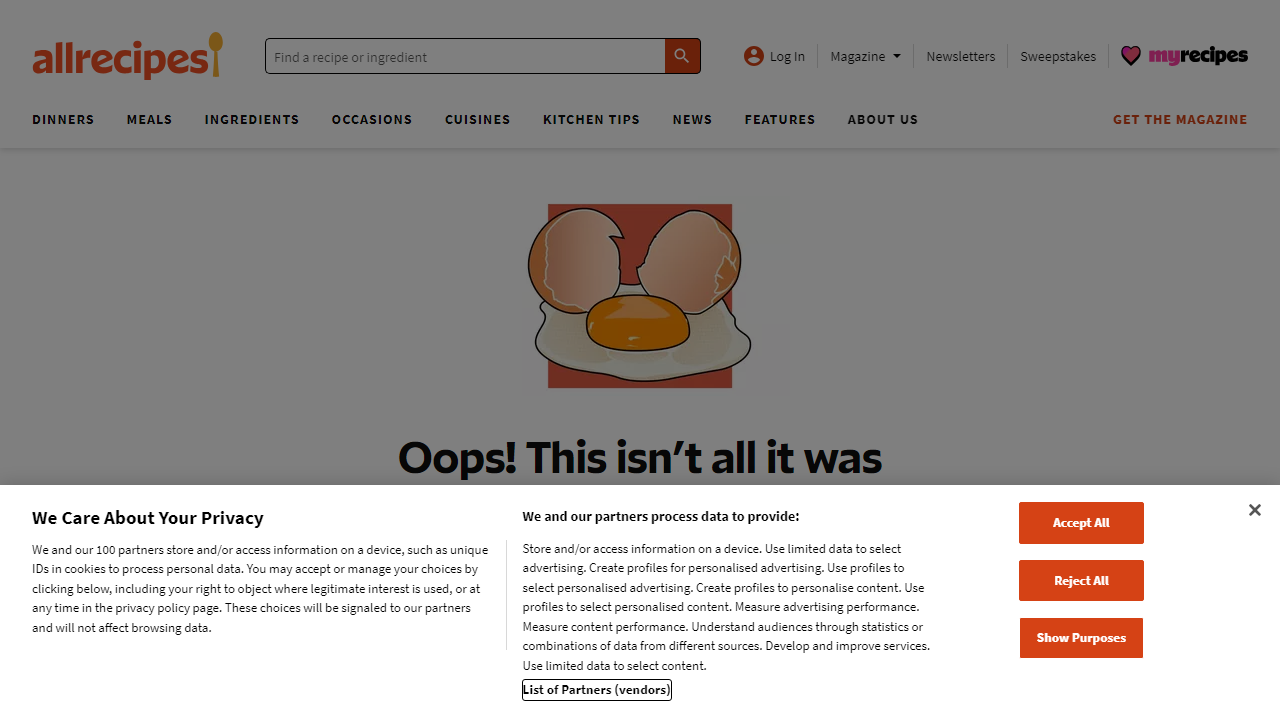 allrecipes
Find a recipe or ingredient
Log In
Magazine
Newsletters
Sweepstakes
myrecipes
DINNERS
MEALS
INGREDIENTS
OCCASIONS
CUISINES
KITCHEN TIPS
NEWS
FEATURES
ABOUT US
GET THE MAGAZINE
Oops! This isn’t all it was
We Care About Your Privacy
We and our 100 partners store and/or access information on a device, such as unique
IDs in cookies to process personal data. You may accept or manage your choices by
clicking below, including your right to object where legitimate interest is used, or at
any time in the privacy policy page. These choices will be signaled to our partners
and will not affect browsing data.
We and our partners process data to provide:
Store and/or access information on a device. Use limited data to select
advertising. Create profiles for personalised advertising. Use profiles to
select personalised advertising. Create profiles to personalise content. Use
profiles to select personalised content. Measure advertising performance.
Measure content performance. Understand audiences through statistics or
combinations of data from different sources. Develop and improve services.
Use limited data to select content.
List of Partners (vendors)
Accept All
Reject All
Show Purposes